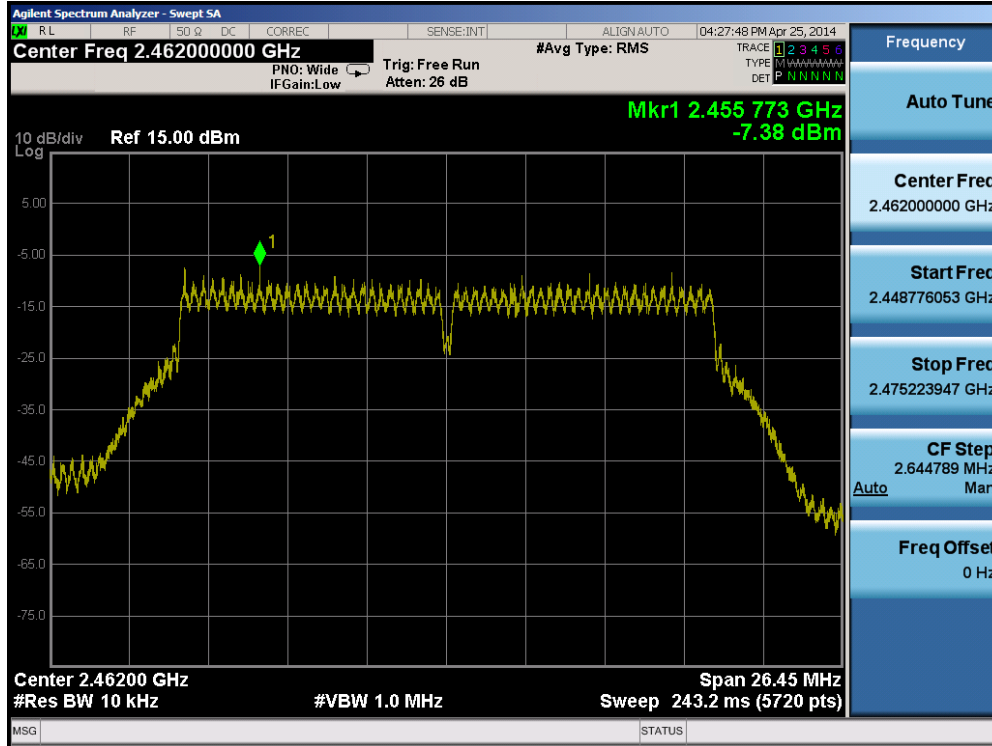 Agilent Spectrum Analyzer - Swept SA
LXI RL RF 50 Ω DC CORREC SENSE:INT ALIGN AUTO 04:27:48 PM Apr 25, 2014
Center Freq 2.462000000 GHz
PNO: Wide
IFGain:Low
Trig: Free Run
Atten: 26 dB
#Avg Type: RMS
TRACE 1 2 3 4 5 6
TYPE M
DET P N N N N N
Mkr1 2.455 773 GHz
-7.38 dBm
10 dB/div Ref 15.00 dBm
Log
5.00
1
-5.00
-15.0
-25.0
-35.0
-45.0
-55.0
-65.0
-75.0
Center 2.46200 GHz Span 26.45 MHz
#Res BW 10 kHz #VBW 1.0 MHz Sweep 243.2 ms (5720 pts)
MSG STATUS
Frequency
Auto Tune
Center Freq
2.462000000 GHz
Start Freq
2.448776053 GHz
Stop Freq
2.475223947 GHz
CF Step
2.644789 MHz
Auto Man
Freq Offset
0 Hz